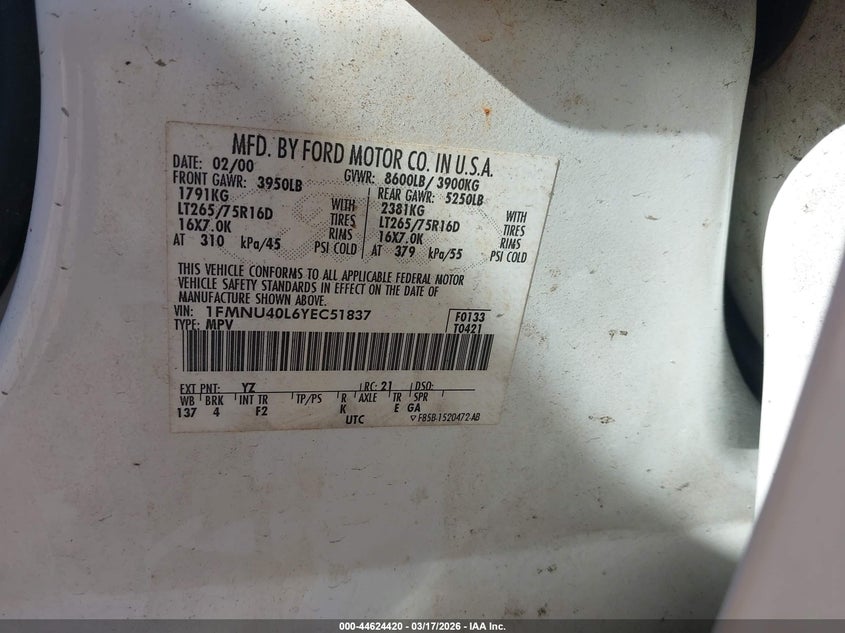 MFD. BY FORD MOTOR CO. IN U.S.A.
DATE: 02/00 GVWR: 8600LB/ 3900KG
FRONT GAWR: 3950LB REAR GAWR: 5250LB
1791KG WITH 2381KG WITH
LT265/75R16D TIRES LT265/75R16D TIRES
16X7.0K RIMS 16X7.0K RIMS
AT 310 kPa/45 PSI COLD AT 379 kPa/55 PSI COLD
THIS VEHICLE CONFORMS TO ALL APPLICABLE FEDERAL MOTOR
VEHICLE SAFETY STANDARDS IN EFFECT ON THE DATE OF
MANUFACTURE SHOWN ABOVE.
VIN: 1FMNU40L6YEC51837 F0133
TYPE: MPV T0421
EXT PNT: YZ RC: 21 DSO:
WB BRK INT TR TP/PS R AXLE TR SPR
137 4 F2 K E GA
UTC F8SB-1520472-AB
000-44624420 — 03/17/2026 — IAA Inc.